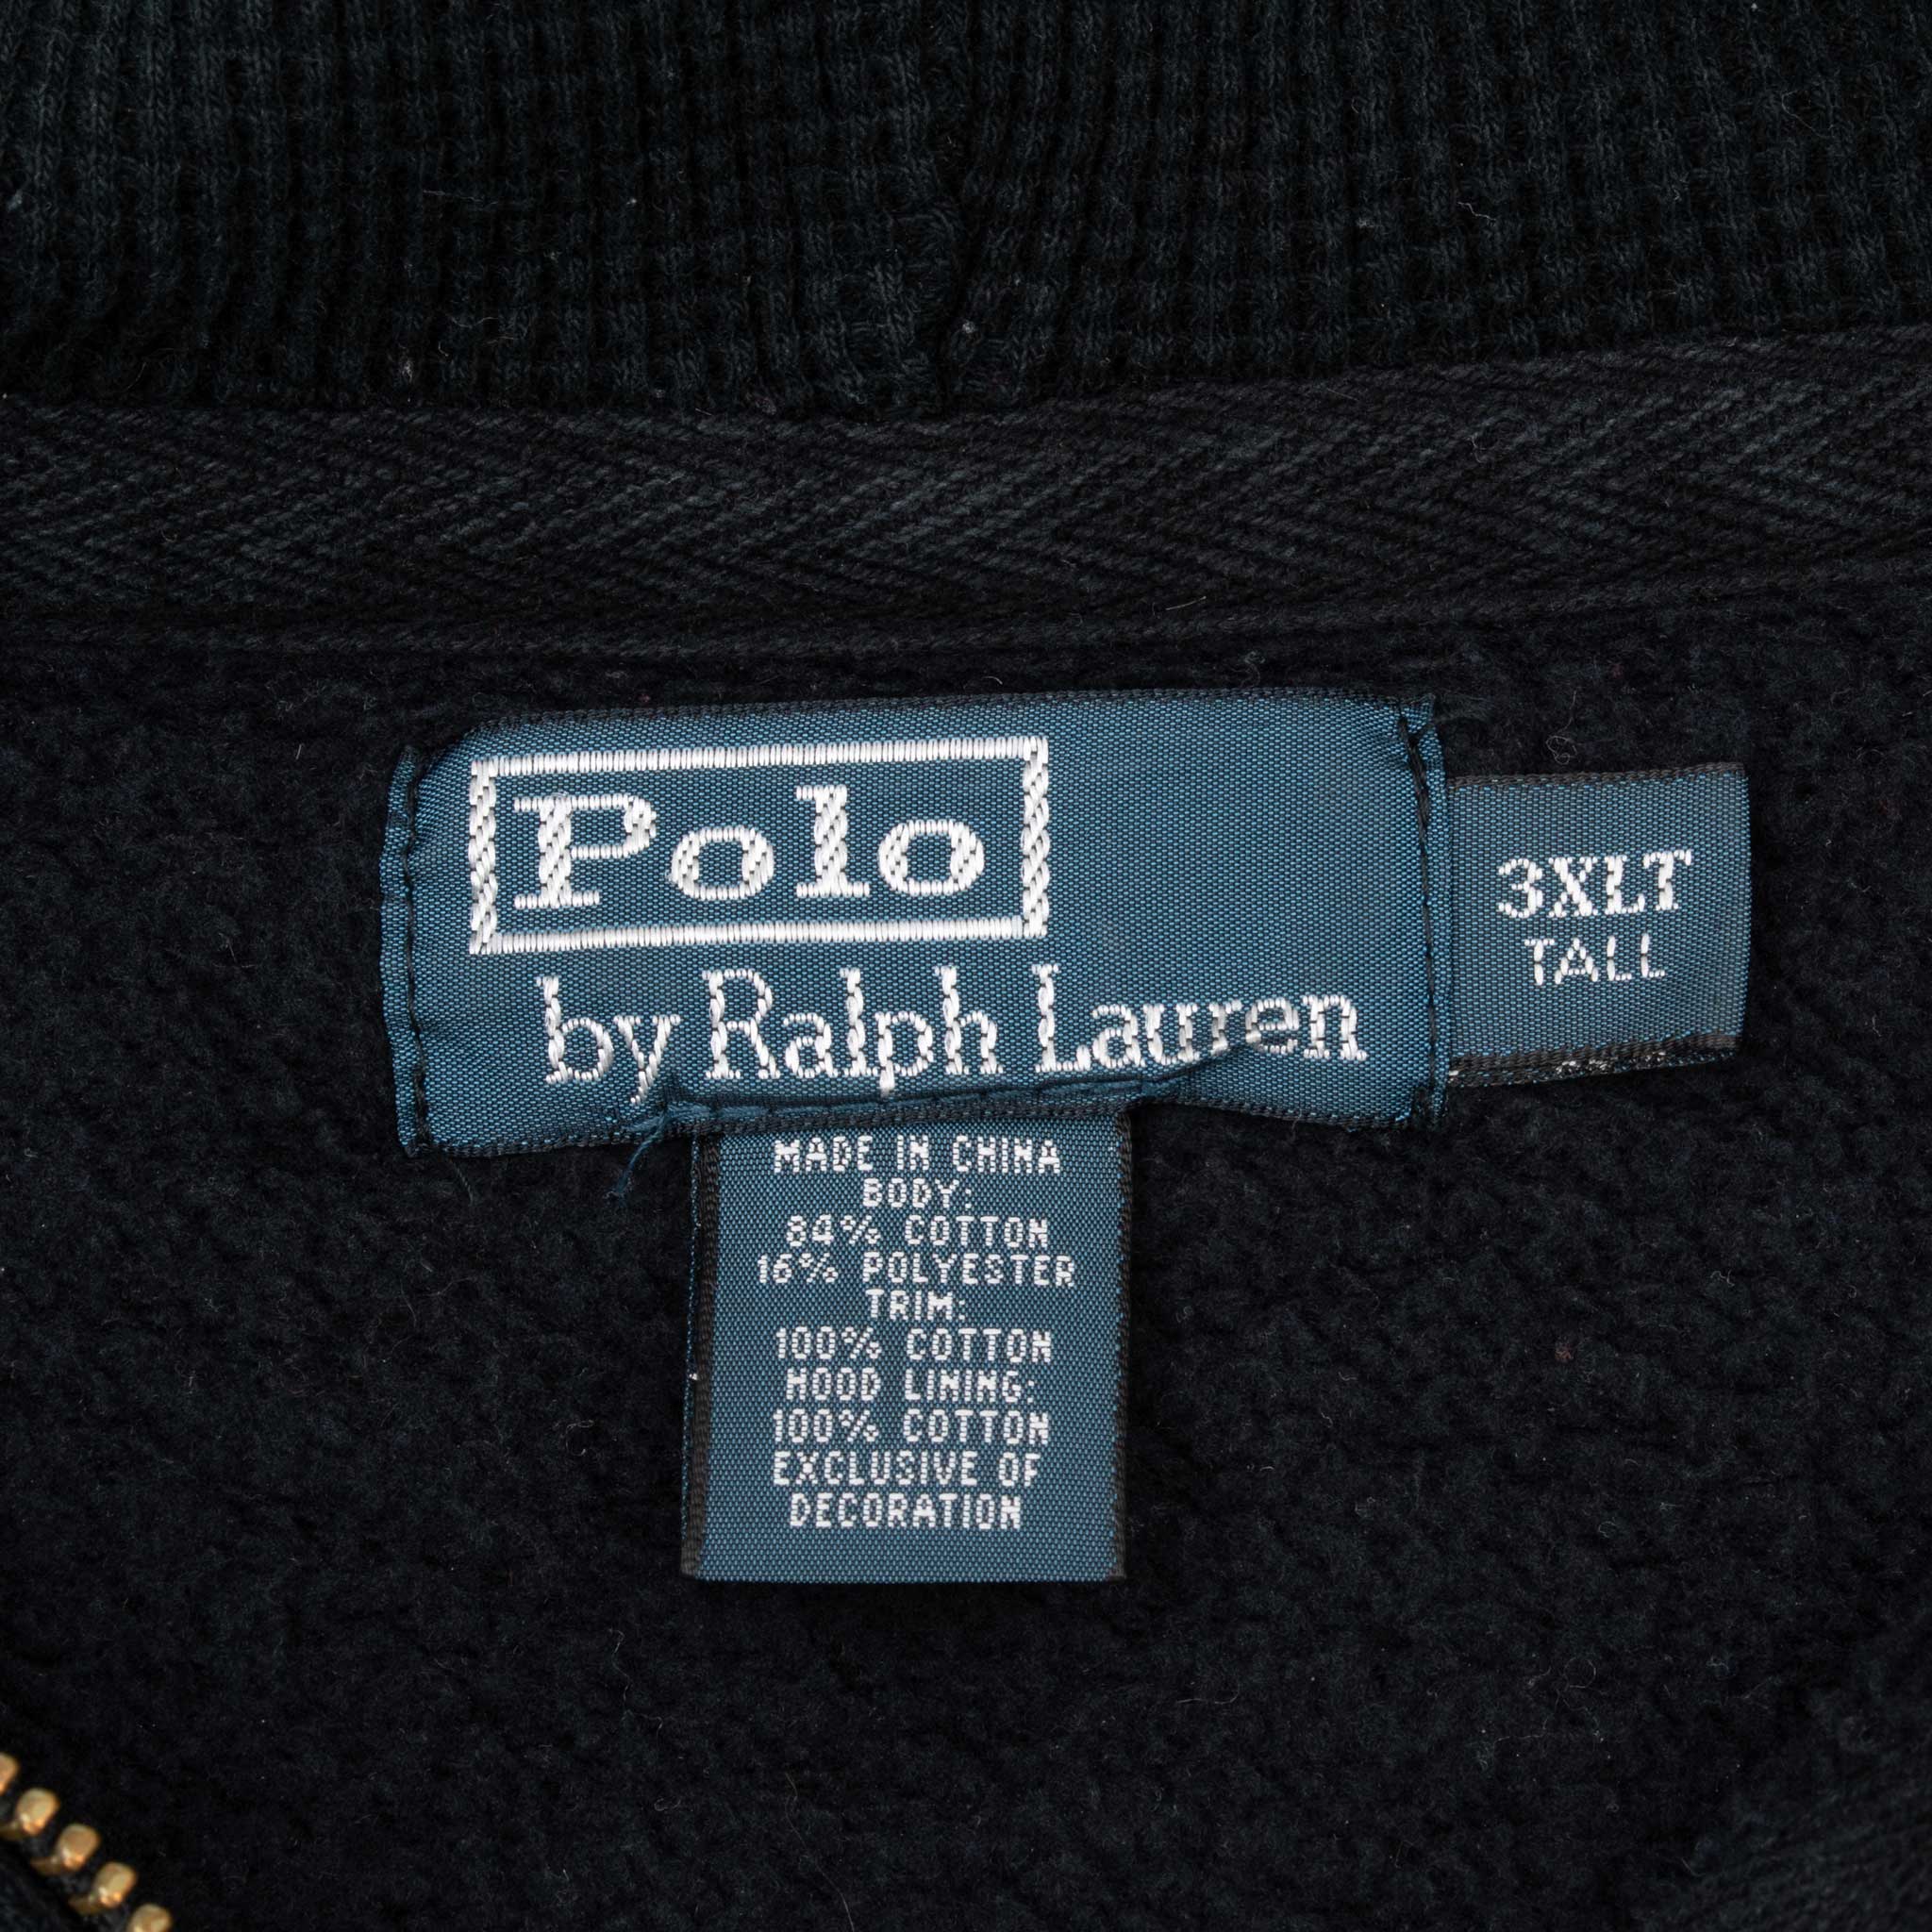 Polo
by Ralph Lauren
3XLT
TALL
MADE IN CHINA
BODY:
84% COTTON
16% POLYESTER
TRIM:
100% COTTON
HOOD LINING:
100% COTTON
EXCLUSIVE OF
DECORATION